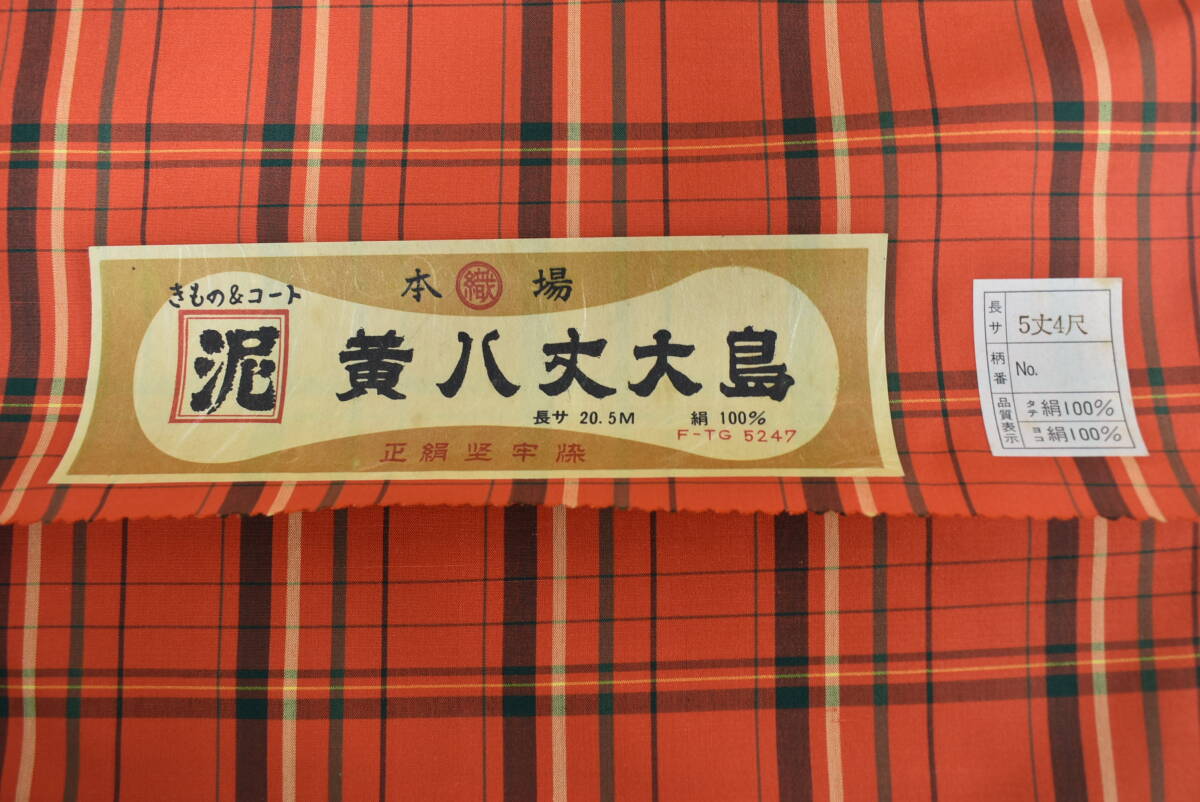 きもの&コート
本 織 場
泥 黄八丈大島
長サ 20.5M 絹 100%
F-TG 5247
正絹堅牢染
長サ 5丈4尺
柄番 No.
品質表示 タテ 絹100%
ヨコ 絹100%